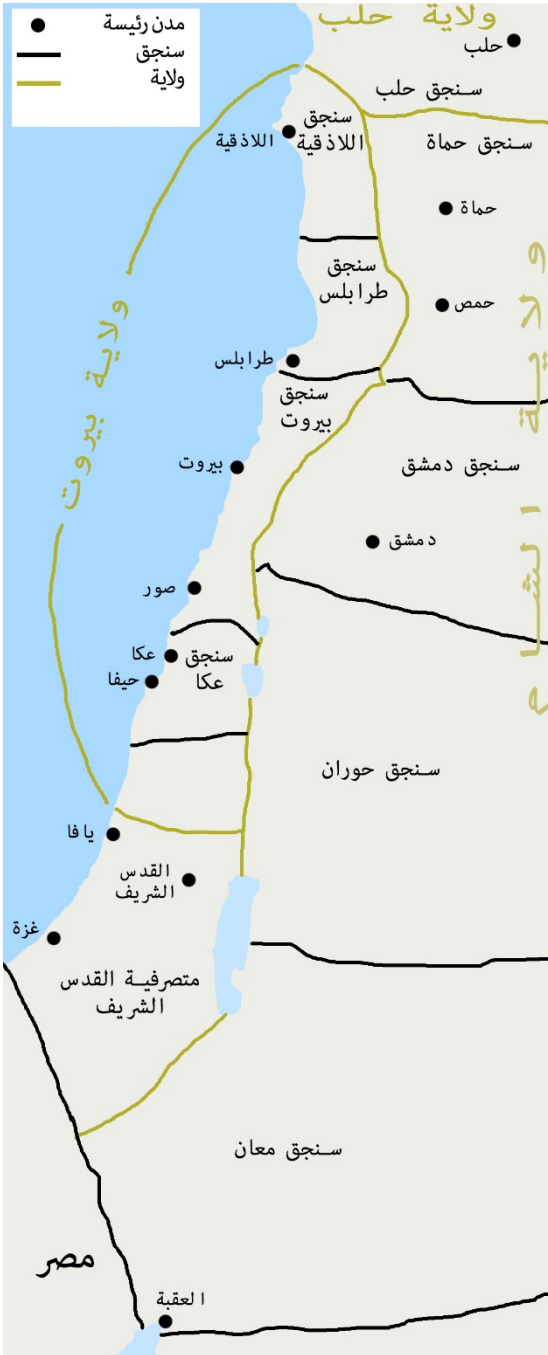 ولاية حلب
مدن رئيسة
سنجق
ولاية
حلب
سنجق حلب
سنجق
اللاذقية
اللاذقية
سنجق حماة
حماة
ولاية الشام
سنجق
طرابلس
حمص
ولاية بيروت
طرابلس
سنجق
بيروت
بيروت
سنجق دمشق
دمشق
صور
عكا
سنجق
عكا
حيفا
سنجق حوران
يافا
القدس
الشريف
غزة
متصرفية القدس
الشريف
سنجق معان
مصر
العقبة